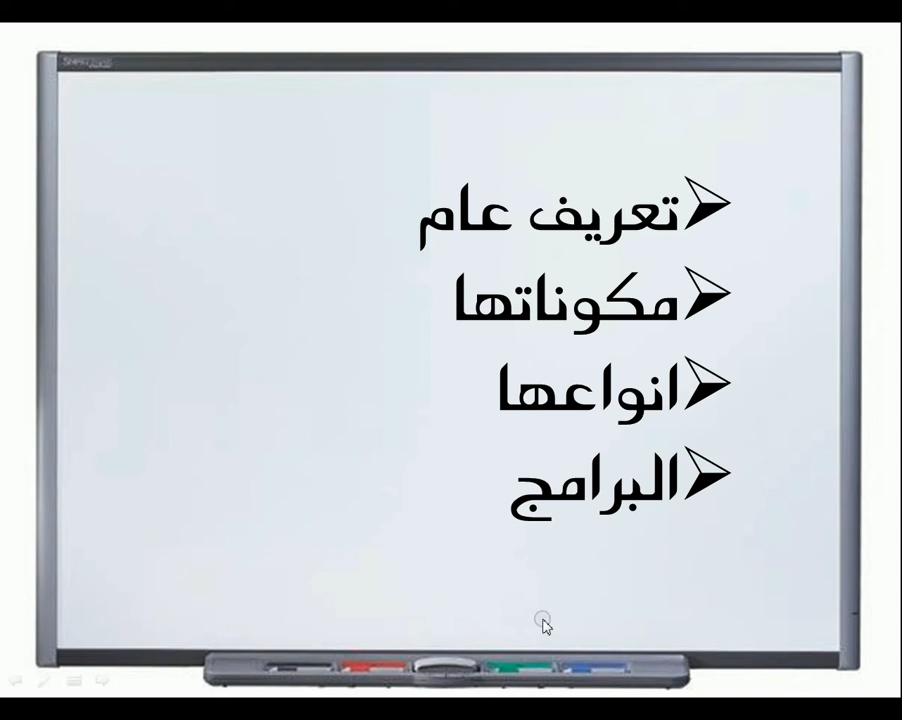 تعريف عام
مكوناتها
انواعها
البرامج